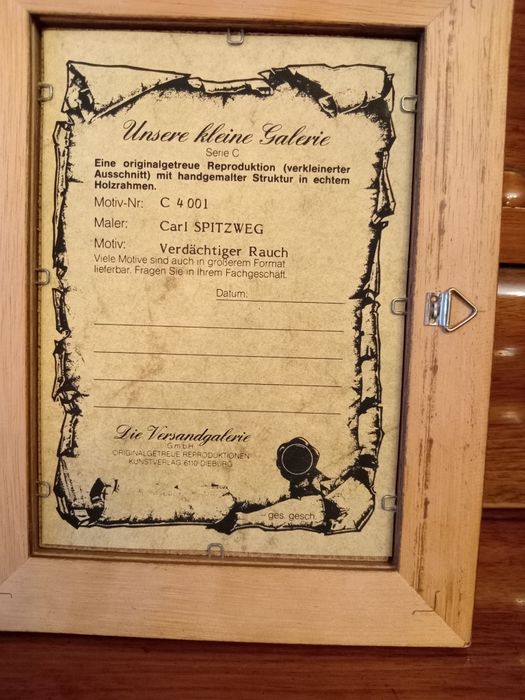 Unsere kleine Galerie
Serie C
Eine originalgetreue Reproduktion (verkleinerter
Ausschnitt) mit handgemalter Struktur in echtem
Holzrahmen.
Motiv-Nr: C 4 001
Maler: Carl SPITZWEG
Motiv: Verdächtiger Rauch
Viele Motive sind auch in größerem Format
lieferbar. Fragen Sie in Ihrem Fachgeschäft.
Datum:
Die Versandgalerie
GmbH
ORIGINALGETREUE REPRODUKTIONEN
KUNSTVERLAG 6110 DIEBURG
ges. gesch.